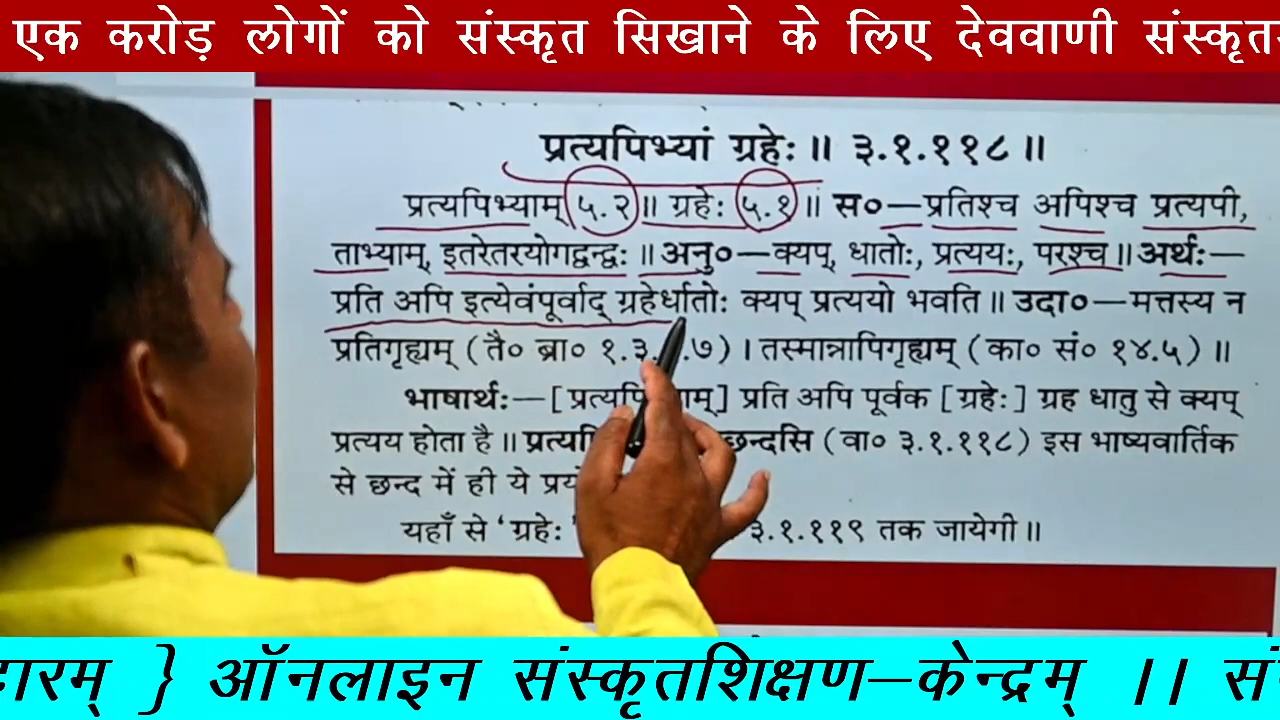 एक करोड़ लोगों को संस्कृत सिखाने के लिए देववाणी संस्कृत
प्रत्यपिभ्यां ग्रहेः ॥ ३.१.११८ ॥
प्रत्यपिभ्याम् ५.२ ॥ ग्रहेः ५.१ ॥ स०—प्रतिश्च अपिश्च प्रत्यपी,
ताभ्याम्, इतरेतरयोगद्वन्द्वः ॥ अनु०—क्यप्, धातोः, प्रत्ययः, परश्च ॥ अर्थः—
प्रति अपि इत्येवंपूर्वाद् ग्रहेर्धातोः क्यप् प्रत्ययो भवति ॥ उदा०—मत्तस्य न
प्रतिगृह्यम् (तै० ब्रा० १.३. .७) । तस्मान्नापिगृह्यम् (का० सं० १४.५) ॥
भाषार्थः—[प्रत्यपि ाम्] प्रति अपि पूर्वक [ग्रहेः] ग्रह धातु से क्यप्
प्रत्यय होता है ॥ छन्दसि (वा० ३.१.११८) इस भाष्यवार्तिक
से छन्द में ही ये
यहाँ से 'ग्रहेः ३.१.११९ तक जायेगी ॥
हारम् } ऑनलाइन संस्कृतशिक्षण–केन्द्रम् ।।